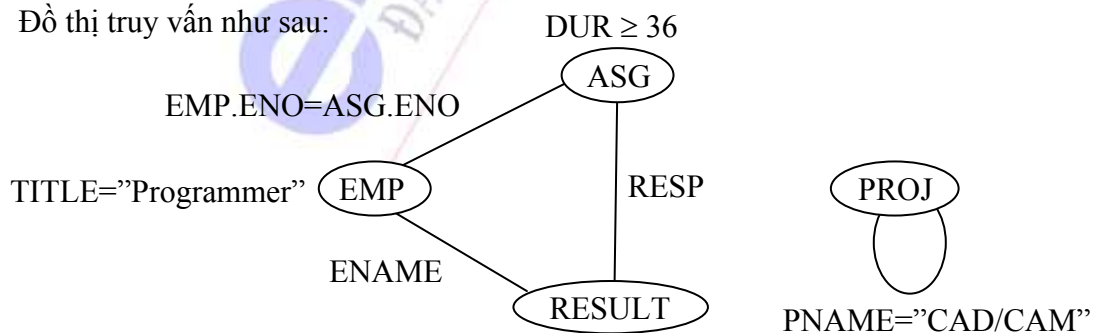 Đồ thị truy vấn như sau:
DUR ≥ 36
ASG
EMP.ENO=ASG.ENO
TITLE=”Programmer”
EMP
RESP
PROJ
ENAME
RESULT
PNAME=”CAD/CAM”